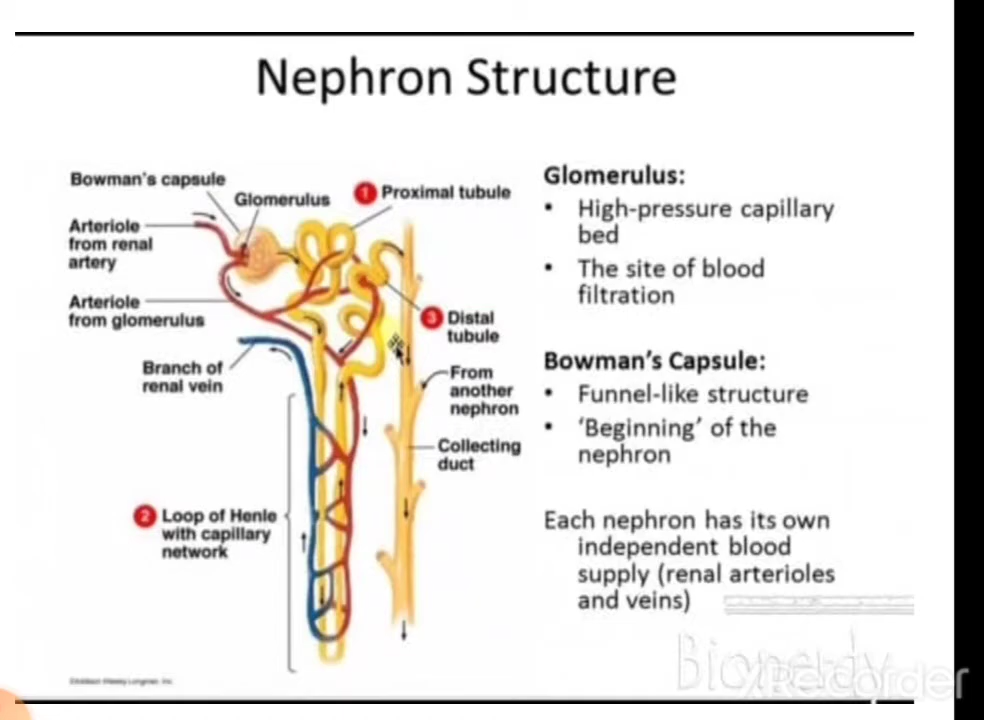 Nephron Structure
Bowman's capsule
Glomerulus
1 Proximal tubule
Arteriole
from renal
artery
Arteriole
from glomerulus
3 Distal
tubule
Branch of
renal vein
From
another
nephron
Collecting
duct
2 Loop of Henle
with capillary
network
Glomerulus:
• High-pressure capillary
bed
• The site of blood
filtration
Bowman's Capsule:
• Funnel-like structure
• 'Beginning' of the
nephron
Each nephron has its own
independent blood
supply (renal arterioles
and veins)
Recorder